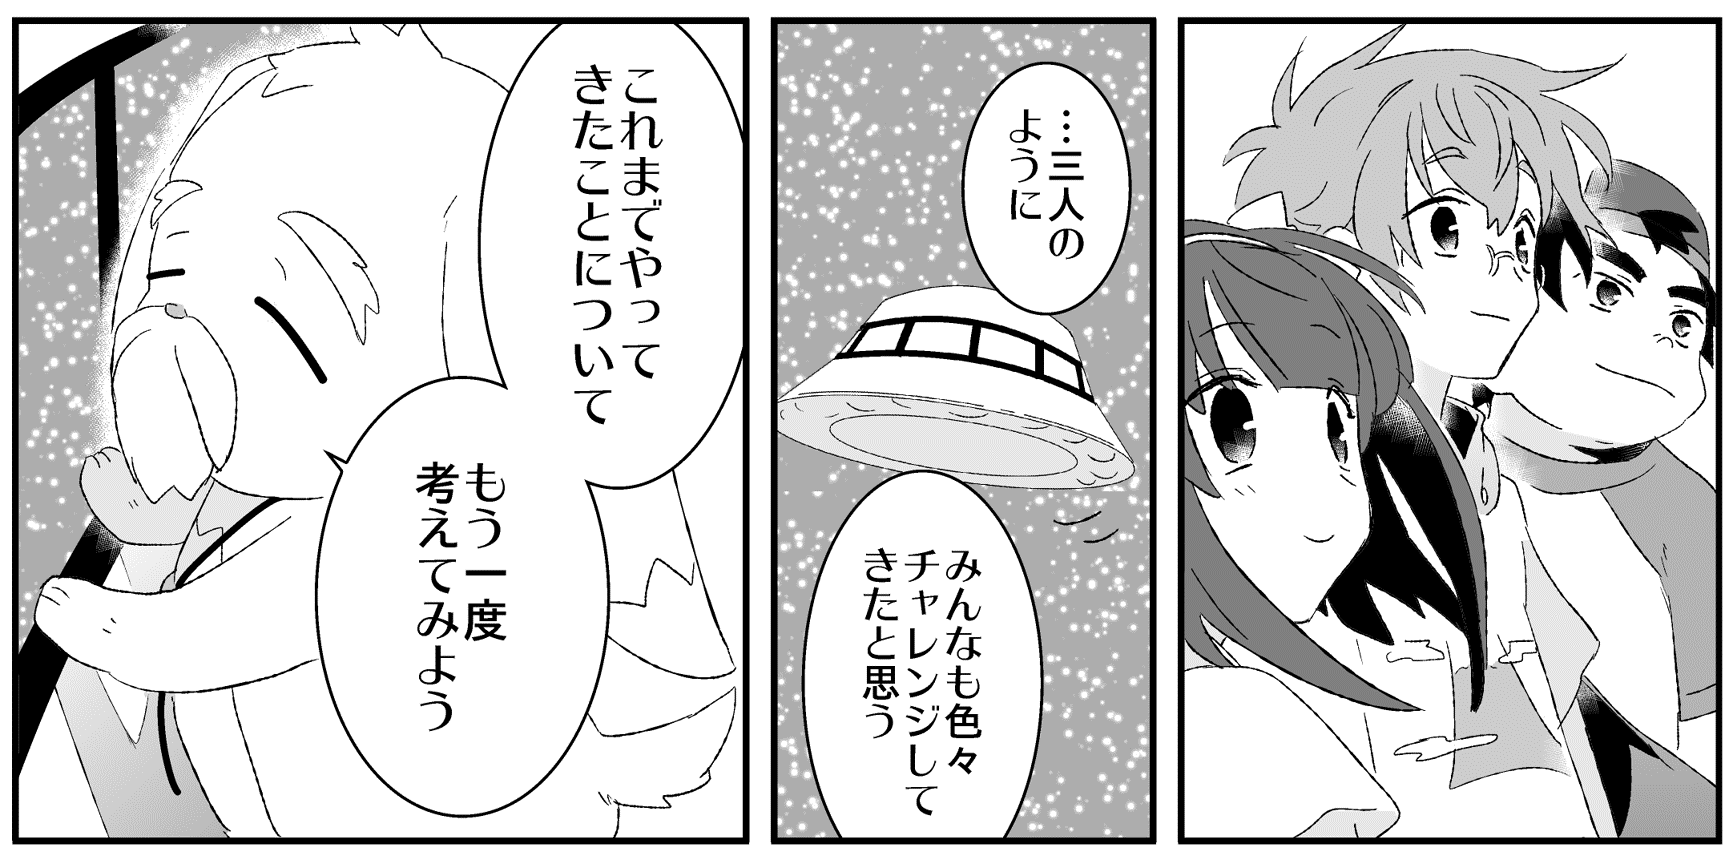 …三人の
ように
みんなも色々
チャレンジして
きたと思う
これまでやって
きたことについて
もう一度
考えてみよう